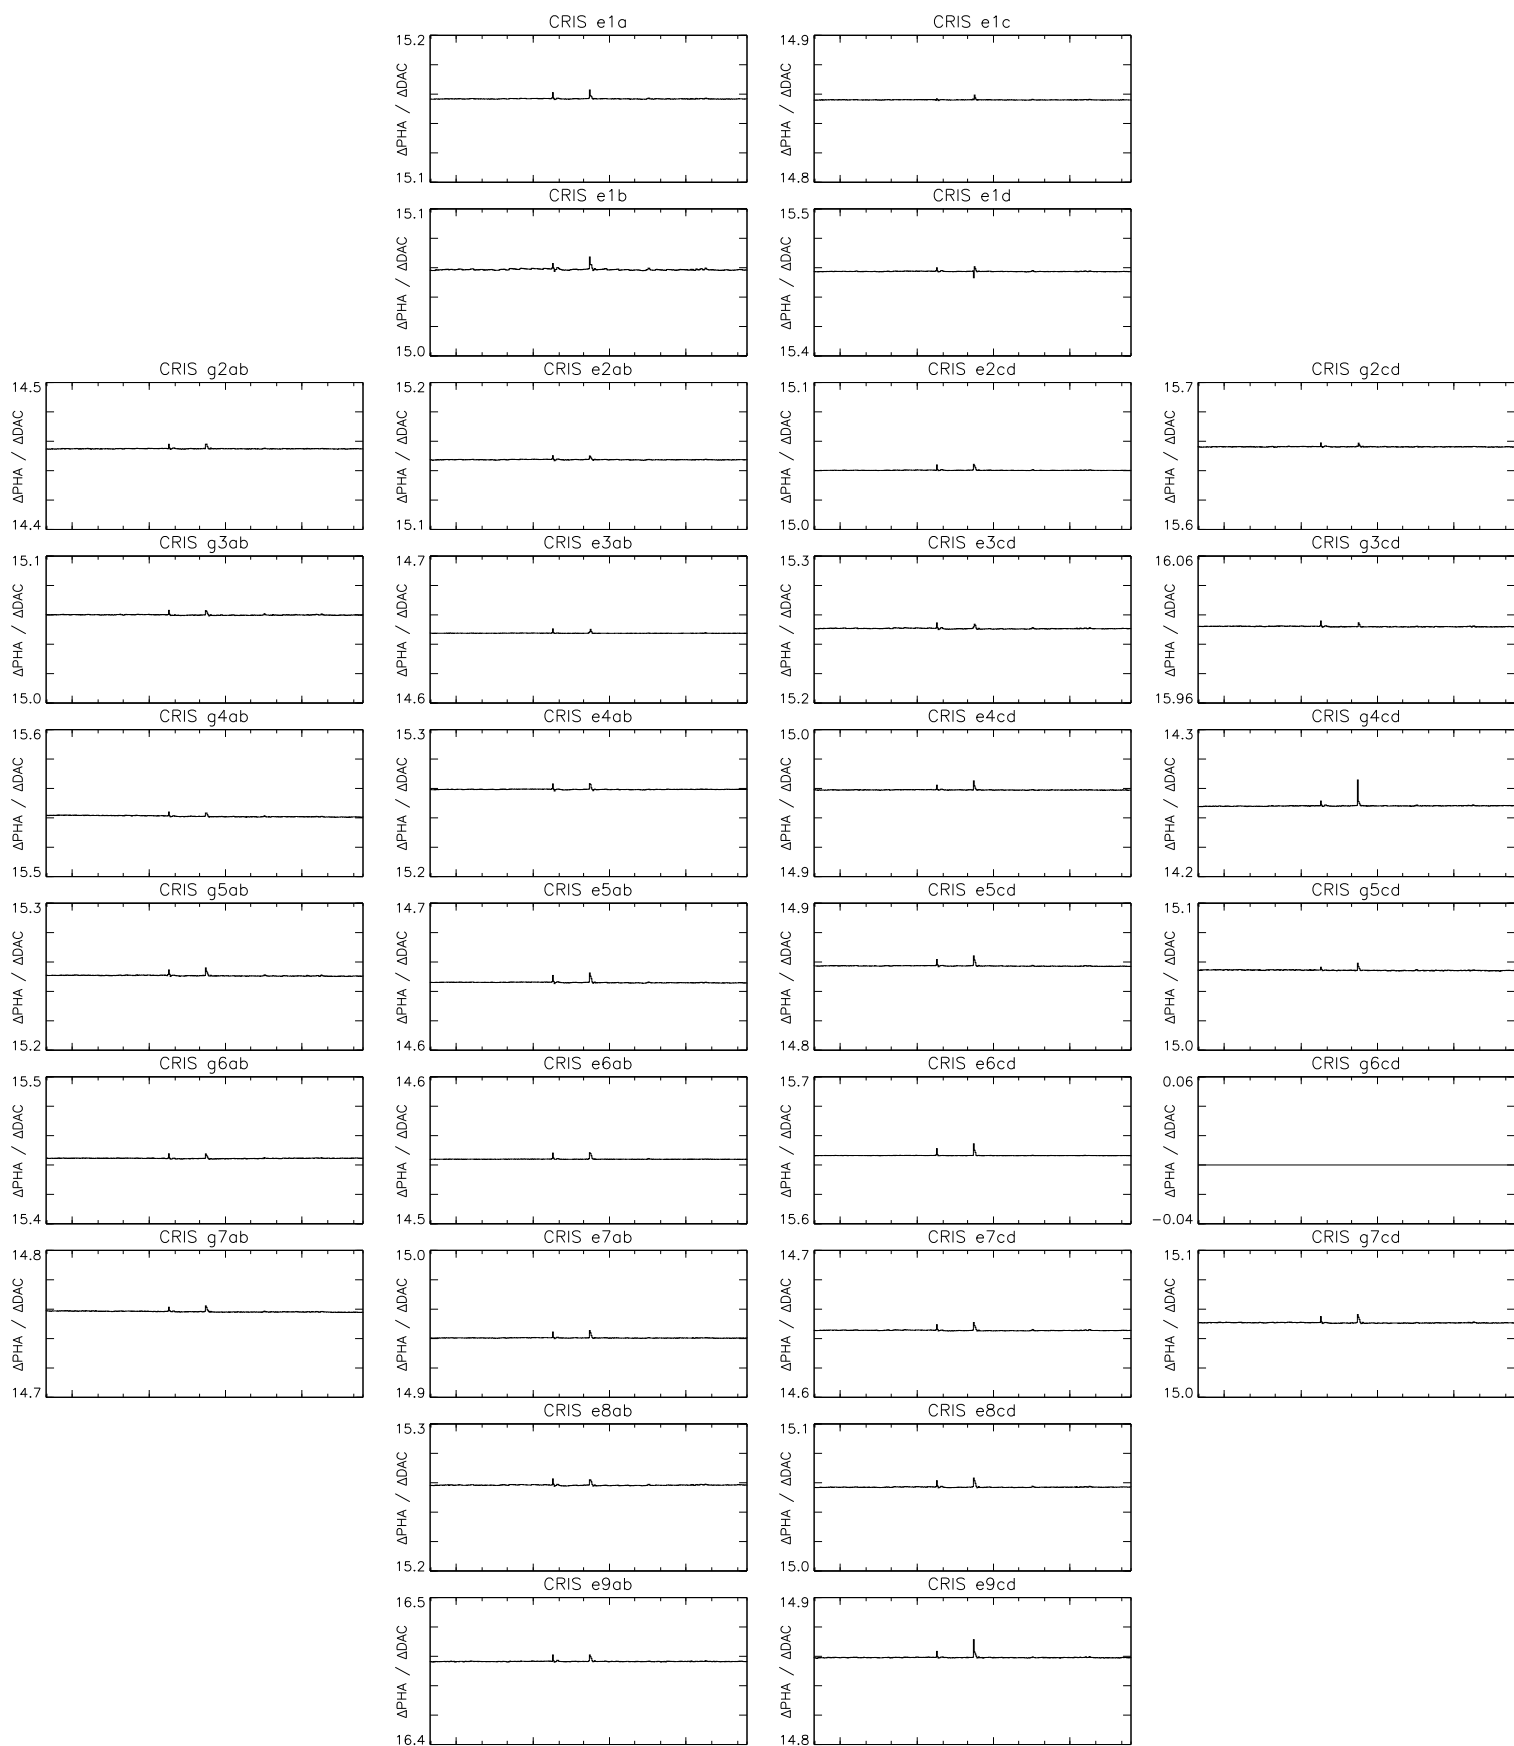 CRIS e1a
CRIS e1c
15.2
ΔPHA / ΔDAC
15.1
14.9
ΔPHA / ΔDAC
14.8
CRIS e1b
CRIS e1d
15.1
ΔPHA / ΔDAC
15.0
15.5
ΔPHA / ΔDAC
15.4
CRIS g2ab
CRIS e2ab
CRIS e2cd
CRIS g2cd
14.5
ΔPHA / ΔDAC
14.4
15.2
ΔPHA / ΔDAC
15.1
15.1
ΔPHA / ΔDAC
15.0
15.7
ΔPHA / ΔDAC
15.6
CRIS g3ab
CRIS e3ab
CRIS e3cd
CRIS g3cd
15.1
ΔPHA / ΔDAC
15.0
14.7
ΔPHA / ΔDAC
14.6
15.3
ΔPHA / ΔDAC
15.2
16.06
ΔPHA / ΔDAC
15.96
CRIS g4ab
CRIS e4ab
CRIS e4cd
CRIS g4cd
15.6
ΔPHA / ΔDAC
15.5
15.3
ΔPHA / ΔDAC
15.2
15.0
ΔPHA / ΔDAC
14.9
14.3
ΔPHA / ΔDAC
14.2
CRIS g5ab
CRIS e5ab
CRIS e5cd
CRIS g5cd
15.3
ΔPHA / ΔDAC
15.2
14.7
ΔPHA / ΔDAC
14.6
14.9
ΔPHA / ΔDAC
14.8
15.1
ΔPHA / ΔDAC
15.0
CRIS g6ab
CRIS e6ab
CRIS e6cd
CRIS g6cd
15.5
ΔPHA / ΔDAC
15.4
14.6
ΔPHA / ΔDAC
14.5
15.7
ΔPHA / ΔDAC
15.6
0.06
ΔPHA / ΔDAC
−0.04
CRIS g7ab
CRIS e7ab
CRIS e7cd
CRIS g7cd
14.8
ΔPHA / ΔDAC
14.7
15.0
ΔPHA / ΔDAC
14.9
14.7
ΔPHA / ΔDAC
14.6
15.1
ΔPHA / ΔDAC
15.0
CRIS e8ab
CRIS e8cd
15.3
ΔPHA / ΔDAC
15.2
15.1
ΔPHA / ΔDAC
15.0
CRIS e9ab
CRIS e9cd
16.5
ΔPHA / ΔDAC
16.4
14.9
ΔPHA / ΔDAC
14.8